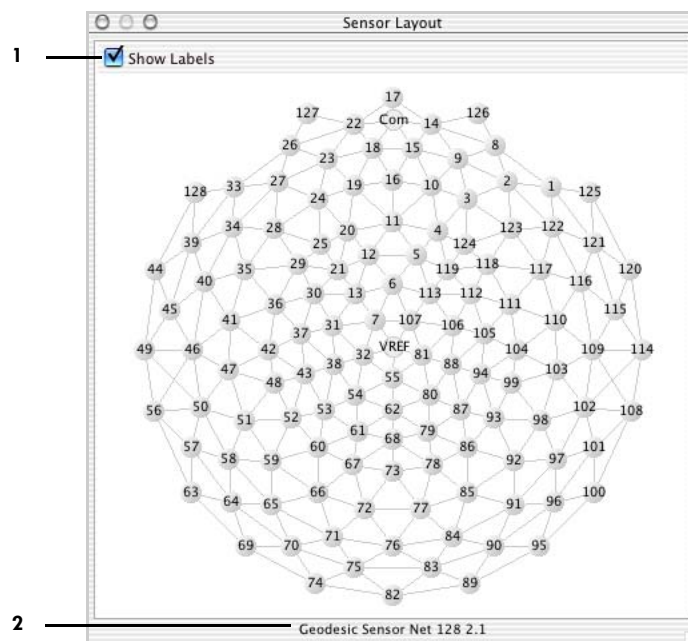 Sensor Layout
1
Show Labels
17
127 126
Com
22 14
26 8
18 15
23 9
27 19 16 10 2 1
128 33 125
24 3
34 28 20 11 4 123 122
39 25 124 121
12 5
44 40 35 29 21 119 118 117 116 120
6
36 30 13 113 112 111
45 115
41 37 31 7 107 106 105 110
49 46 42 VREF 104 109 114
32 81
47 43 38 88 94 103
48 55 99
54 80
56 50 51 52 53 62 87 93 98 102 108
61 79
57 68 101
60 86
58 59 67 78 92 97
73
63 66 85 100
64 65 91 96
72 77
71 84
69 70 76 90 95
75 83
74 89
82
2
Geodesic Sensor Net 128 2.1